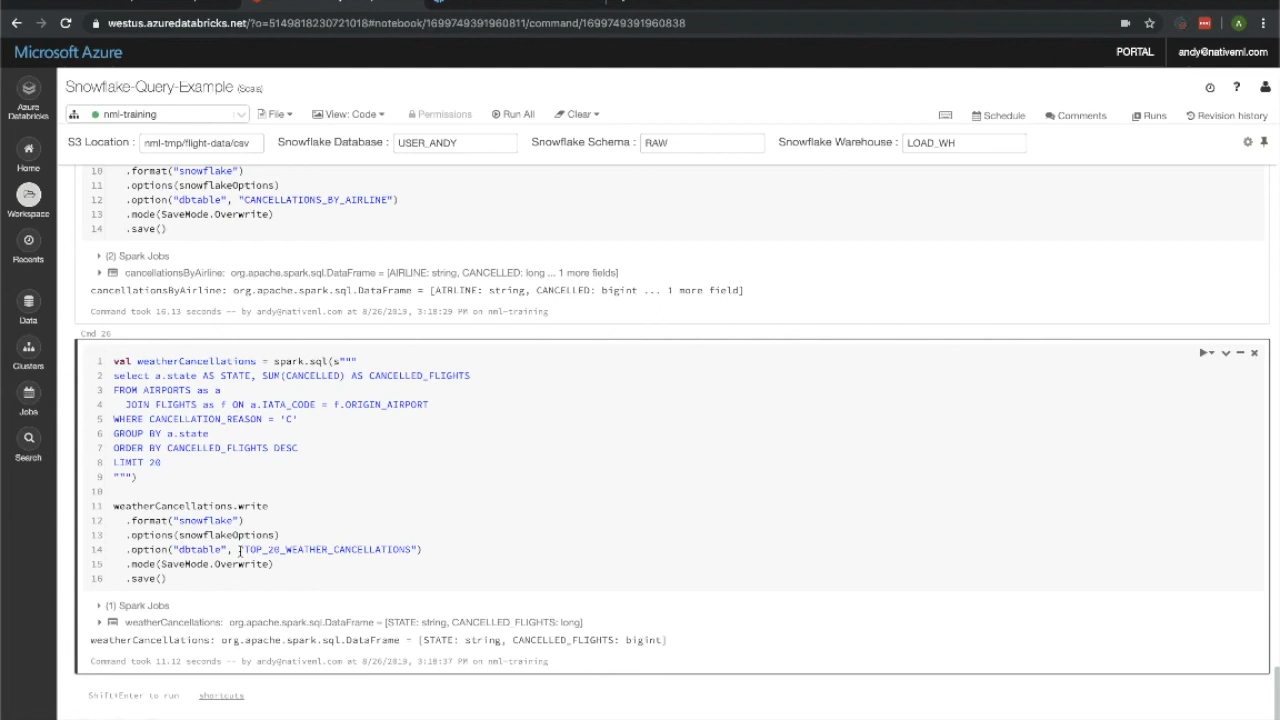 westus.azuredatabricks.net/?o=5149818230721018#notebook/1699749391960811/command/1699749391960838
Microsoft Azure
PORTAL
andy@nativeml.com
Azure Databricks
Home
Workspace
Recents
Data
Clusters
Jobs
Search
Snowflake-Query-Example (Scala)
nml-training
File
View: Code
Permissions
Run All
Clear
Schedule
Comments
Runs
Revision history
S3 Location :
nml-tmp/flight-data/csv
Snowflake Database :
USER_ANDY
Snowflake Schema :
RAW
Snowflake Warehouse :
LOAD_WH
10 .format("snowflake")
11 .options(snowflakeOptions)
12 .option("dbtable", "CANCELLATIONS_BY_AIRLINE")
13 .mode(SaveMode.Overwrite)
14 .save()
(2) Spark Jobs
cancellationsByAirline: org.apache.spark.sql.DataFrame = [AIRLINE: string, CANCELLED: long ... 1 more fields]
cancellationsByAirline: org.apache.spark.sql.DataFrame = [AIRLINE: string, CANCELLED: bigint ... 1 more field]
Command took 16.13 seconds -- by andy@nativeml.com at 8/26/2019, 3:18:29 PM on nml-training
Cmd 26
1 val weatherCancellations = spark.sql(s"""
2 select a.state AS STATE, SUM(CANCELLED) AS CANCELLED_FLIGHTS
3 FROM AIRPORTS as a
4 JOIN FLIGHTS as f ON a.IATA_CODE = f.ORIGIN_AIRPORT
5 WHERE CANCELLATION_REASON = 'C'
6 GROUP BY a.state
7 ORDER BY CANCELLED_FLIGHTS DESC
8 LIMIT 20
9 """)
10
11 weatherCancellations.write
12 .format("snowflake")
13 .options(snowflakeOptions)
14 .option("dbtable", "TOP_20_WEATHER_CANCELLATIONS")
15 .mode(SaveMode.Overwrite)
16 .save()
(1) Spark Jobs
weatherCancellations: org.apache.spark.sql.DataFrame = [STATE: string, CANCELLED_FLIGHTS: long]
weatherCancellations: org.apache.spark.sql.DataFrame = [STATE: string, CANCELLED_FLIGHTS: bigint]
Command took 11.12 seconds -- by andy@nativeml.com at 8/26/2019, 3:18:37 PM on nml-training
Shift+Enter to run shortcuts